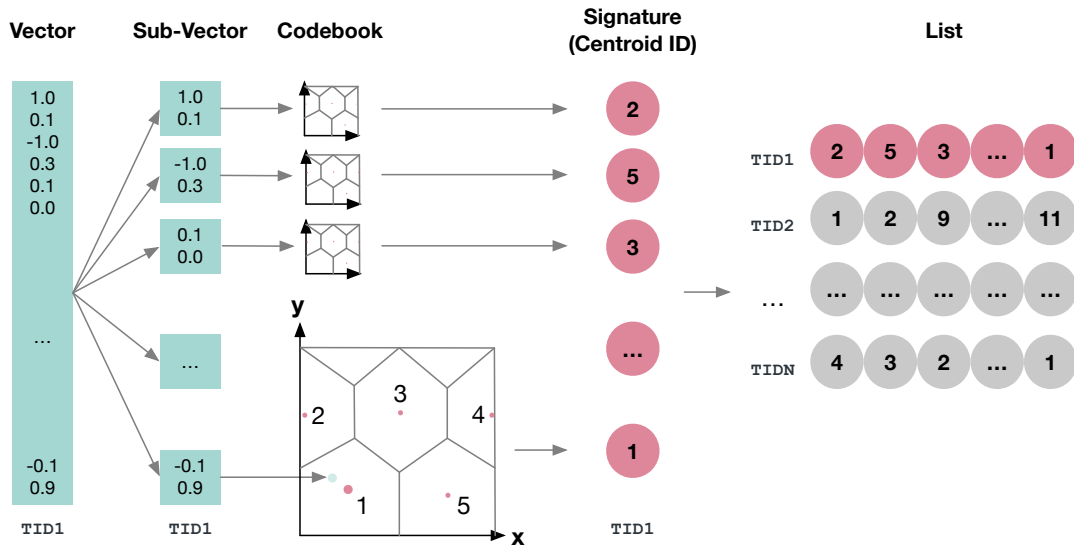 Vector
Sub-Vector
Codebook
Signature
(Centroid ID)
List
1.0
0.1
-1.0
0.3
0.1
0.0
...
-0.1
0.9
TID1
1.0
0.1
-1.0
0.3
0.1
0.0
...
-0.1
0.9
TID1
y
2
3
4
1
5
x
2
5
3
...
1
TID1
TID1 2 5 3 ... 1
TID2 1 2 9 ... 11
... ... ... ... ... ...
TIDN 4 3 2 ... 1